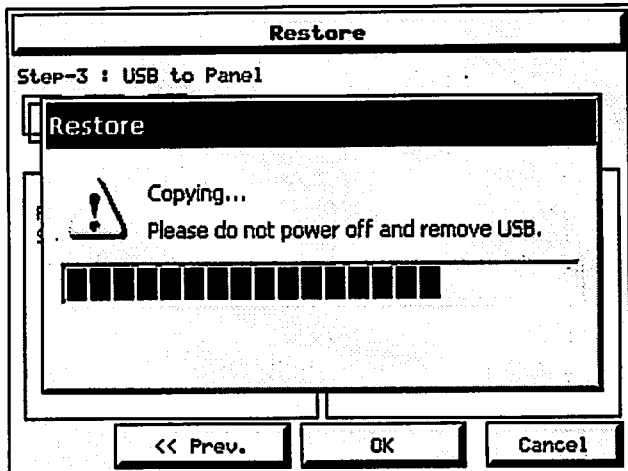 Restore
Step-3 : USB to Panel
Restore
Copying...
Please do not power off and remove USB.
<< Prev.
OK
Cancel